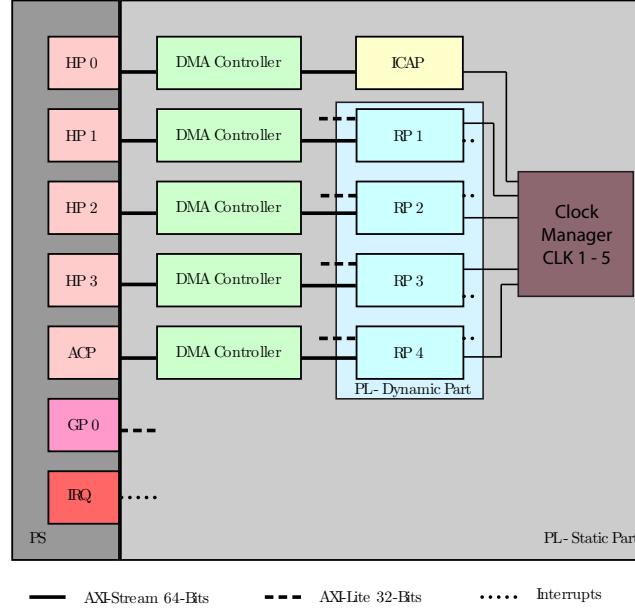 HP 0
DMA Controller
ICAP
HP 1
DMA Controller
RP 1
HP 2
DMA Controller
RP 2
Clock
Manager
CLK 1 - 5
HP 3
DMA Controller
RP 3
ACP
DMA Controller
RP 4
PL- Dynamic Part
GP 0
IRQ
PS
PL- Static Part
AXI-Stream 64-Bits
AXI-Lite 32-Bits
Interrupts